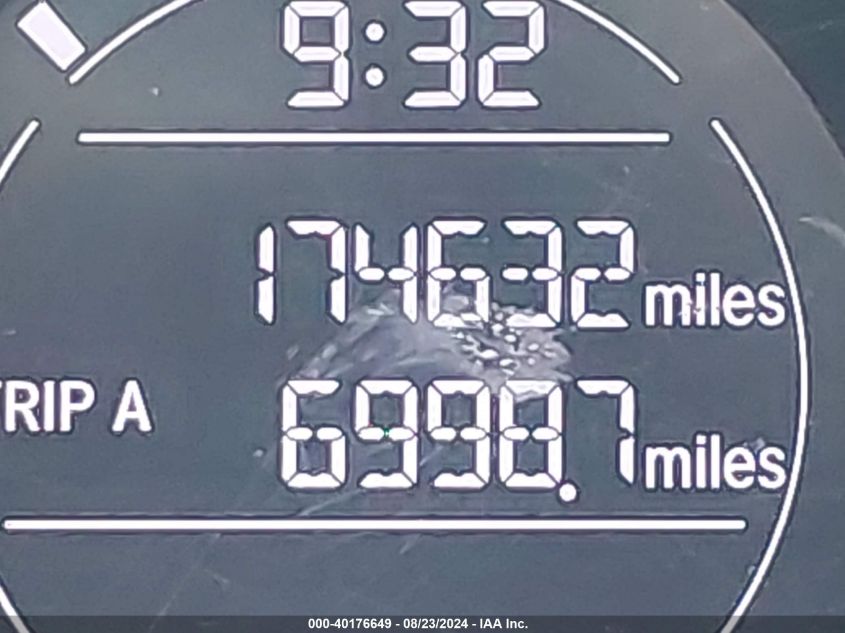 9:32
174632 miles
TRIP A 6998.7 miles
000-40176649 - 08/23/2024 - IAA Inc.